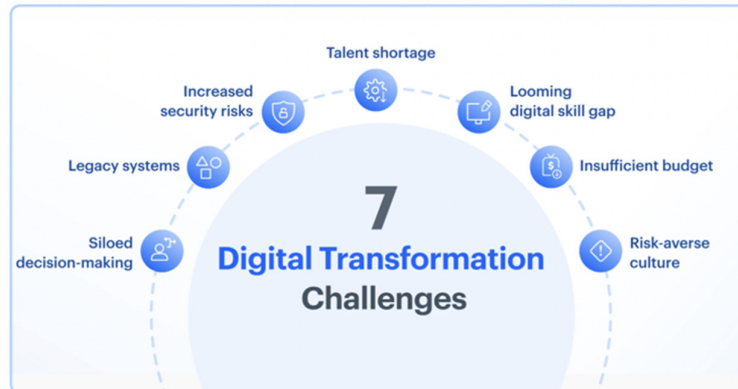 Talent shortage
Increased
security risks
Looming
digital skill gap
Legacy systems
Insufficient budget
Siloed
decision-making
Risk-averse
culture
7
Digital Transformation
Challenges